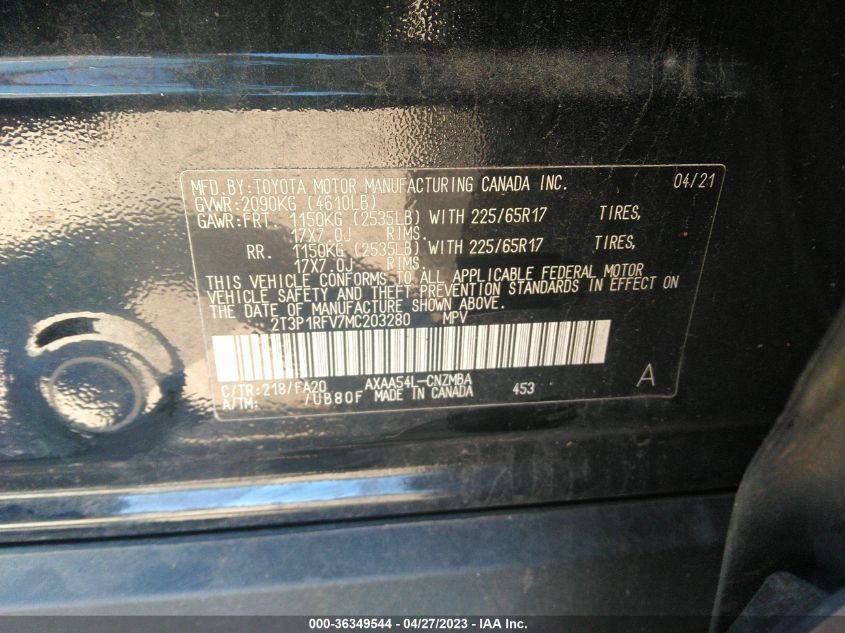 MFD.BY:TOYOTA MOTOR MANUFACTURING CANADA INC. 04/21
GVWR:2090KG (4610LB)
GAWR:FRT 1150KG (2535LB) WITH 225/65R17 TIRES,
17X7.0J RIMS.
RR. 1150KG (2535LB) WITH 225/65R17 TIRES,
17X7.0J RIMS.
THIS VEHICLE CONFORMS TO ALL APPLICABLE FEDERAL MOTOR
VEHICLE SAFETY AND THEFT PREVENTION STANDARDS IN EFFECT ON
THE DATE OF MANUFACTURE SHOWN ABOVE.
2T3P1RFV7MC203280 MPV
C/TR:218/FA20 AXAA54L-CNZMBA A
A/TM: /UB80F MADE IN CANADA 453
000-36349544 - 04/27/2023 - IAA Inc.